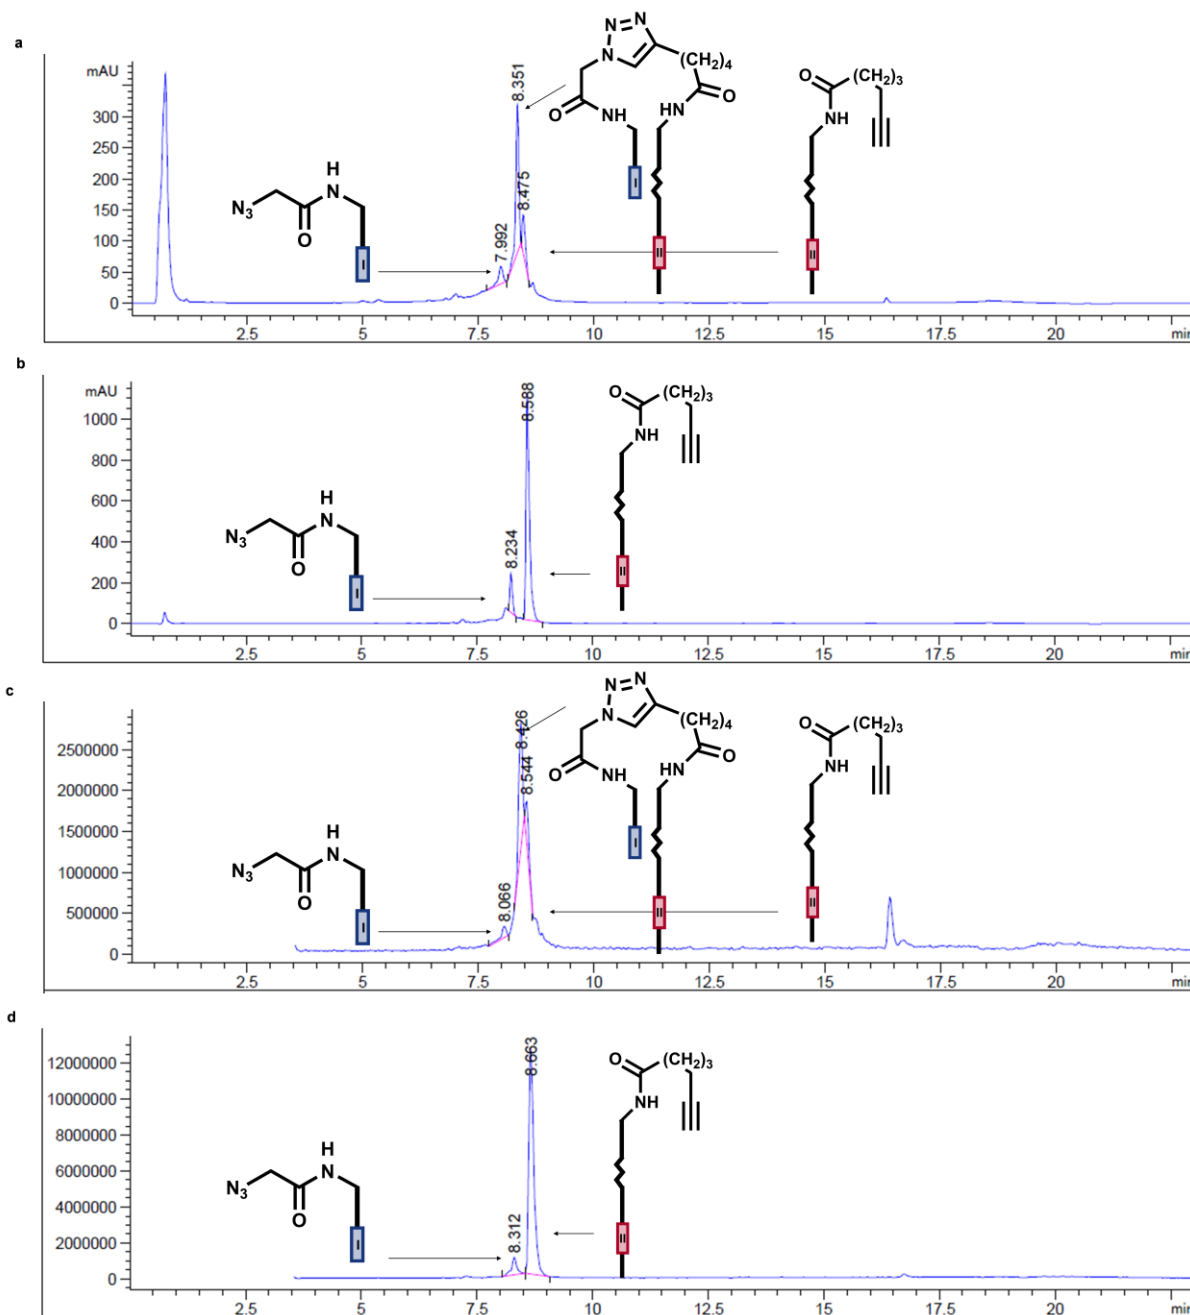 a
mAU
300
250
200
150
100
50
0
2.5 5 7.5 10 12.5 15 17.5 20 min
7.992
8.351
8.475
N3
H
N
O
I
N=N
N
N
(CH2)4
O
NH
HN
O
I
II
O
(CH2)3
NH
II
b
mAU
1000
800
600
400
200
0
2.5 5 7.5 10 12.5 15 17.5 20 min
8.234
8.588
N3
H
N
O
I
O
(CH2)3
NH
II
c
2500000
2000000
1500000
1000000
500000
0
2.5 5 7.5 10 12.5 15 17.5 20 min
8.066
8.426
8.544
N3
H
N
O
I
N=N
N
(CH2)4
O
NH
HN
O
I
II
O
(CH2)3
NH
II
d
12000000
10000000
8000000
6000000
4000000
2000000
0
2.5 5 7.5 10 12.5 15 17.5 20 min
8.312
8.663
N3
H
N
O
I
O
(CH2)3
NH
II